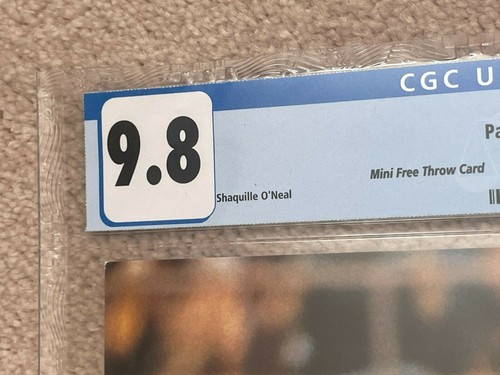 CGC U
9.8
Pa
Mini Free Throw Card
Shaquille O'Neal